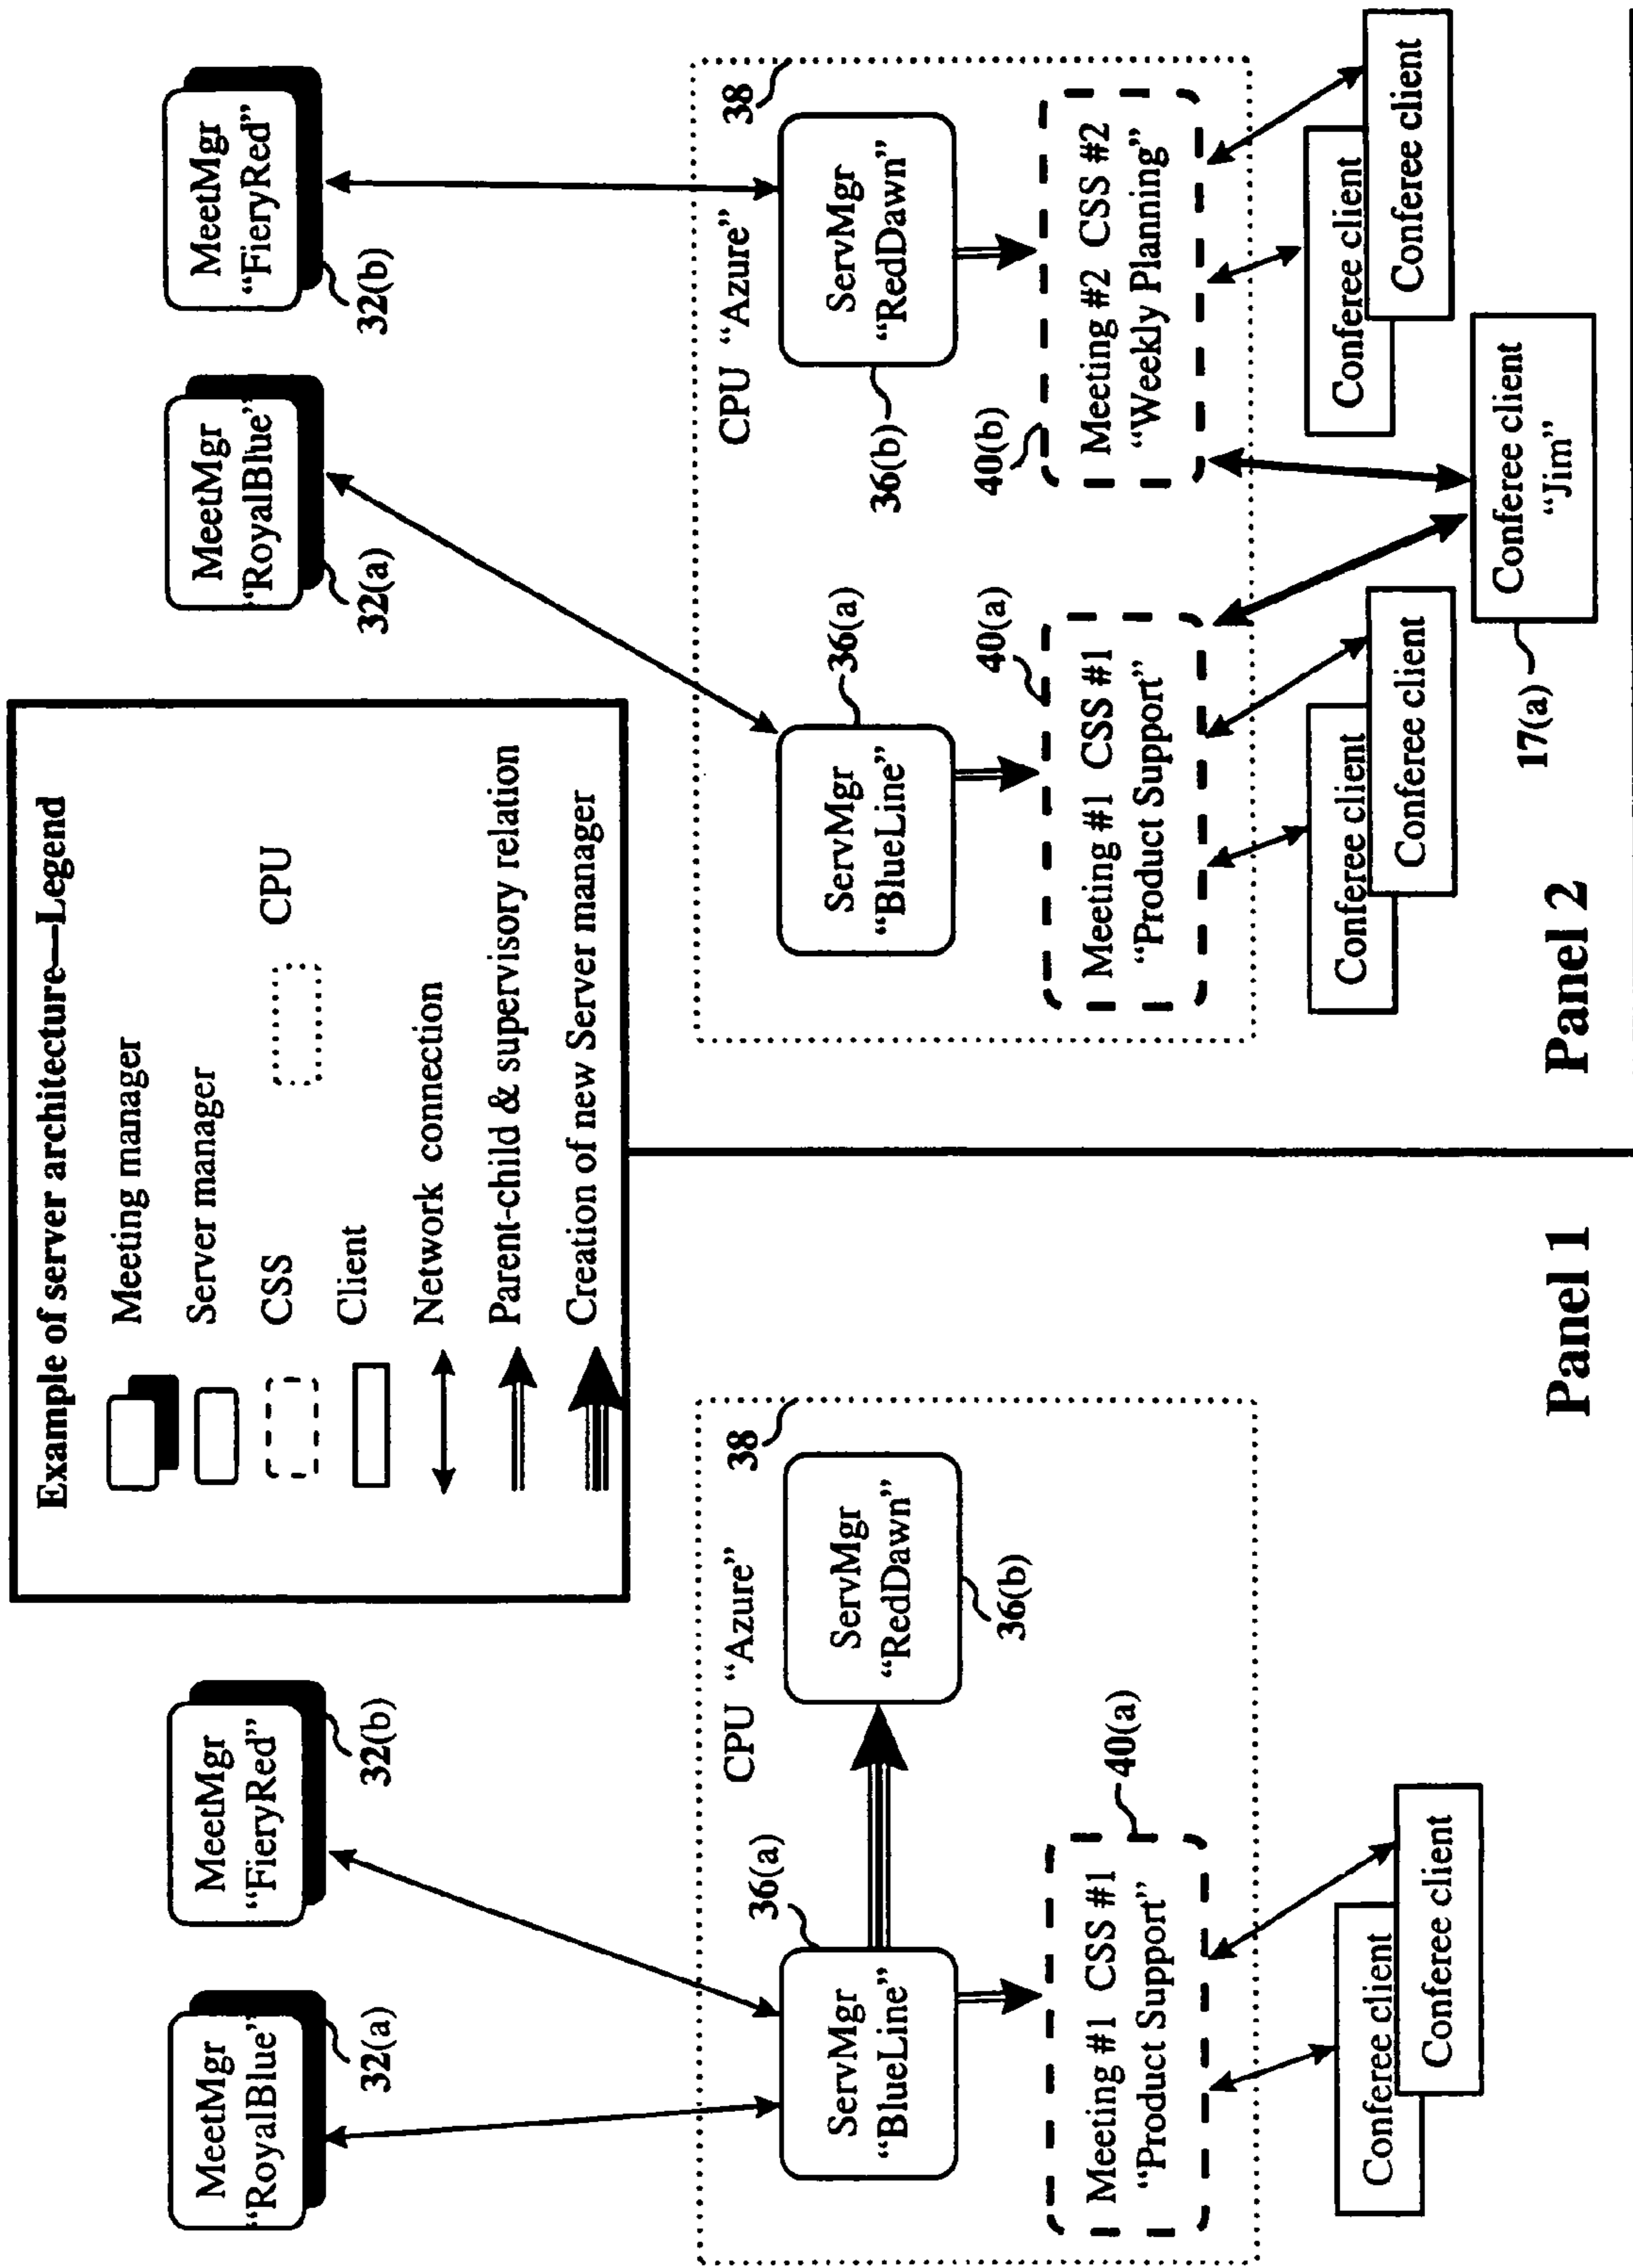 Example of server architecture—Legend
Meeting manager
Server manager
CSS
CPU
Client
Network connection
Parent-child & supervisory relation
Creation of new Server manager
MeetMgr
“RoyalBlue”
32(a)
MeetMgr
“FieryRed”
32(b)
CPU “Azure”
38
36(a)
ServMgr
“BlueLine”
ServMgr
“RedDawn”
36(b)
Meeting #1 CSS #1
“Product Support”
40(a)
Conferee client
Conferee client
Panel 1
MeetMgr
“RoyalBlue”
32(a)
MeetMgr
“FieryRed”
32(b)
CPU “Azure”
38
ServMgr
“BlueLine”
36(a)
ServMgr
“RedDawn”
36(b)
40(a)
Meeting #1 CSS #1
“Product Support”
40(b)
Meeting #2 CSS #2
“Weekly Planning”
Conferee client
Conferee client
Conferee client
Conferee client
Conferee client
“Jim”
17(a)
Panel 2